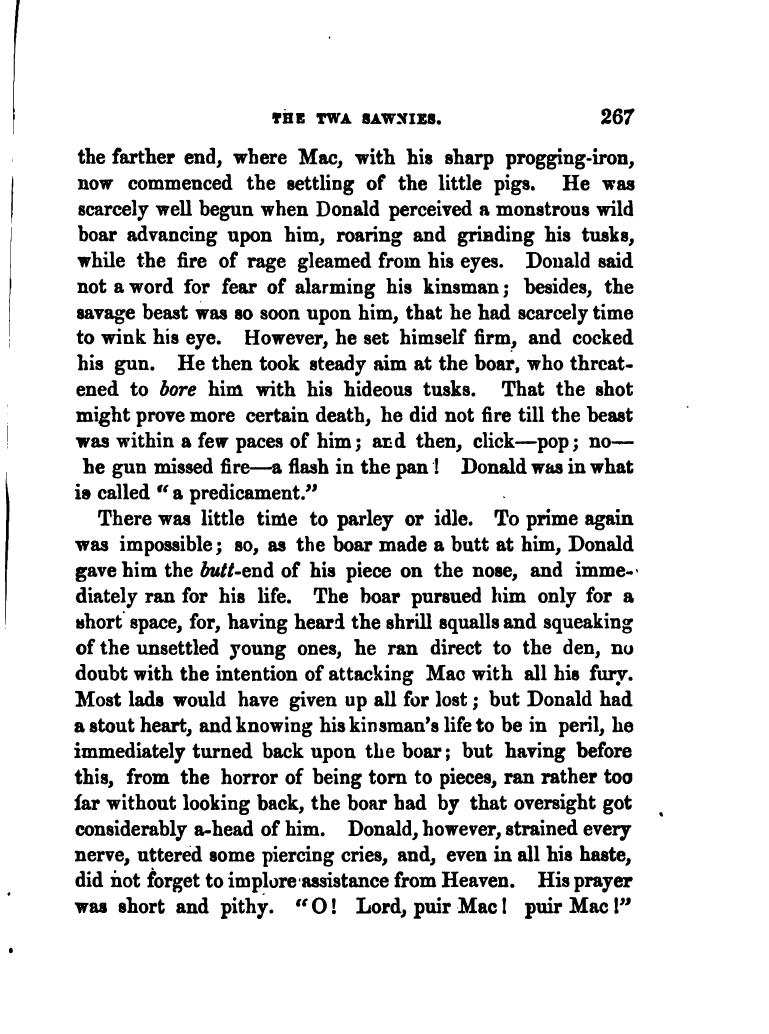 THE TWA SAWNIES. 267
the farther end, where Mac, with his sharp progging-iron,
now commenced the settling of the little pigs. He was
scarcely well begun when Donald perceived a monstrous wild
boar advancing upon him, roaring and grinding his tusks,
while the fire of rage gleamed from his eyes. Donald said
not a word for fear of alarming his kinsman; besides, the
savage beast was so soon upon him, that he had scarcely time
to wink his eye. However, he set himself firm, and cocked
his gun. He then took steady aim at the boar, who threat-
ened to bore him with his hideous tusks. That the shot
might prove more certain death, he did not fire till the beast
was within a few paces of him; and then, click—pop; no—
he gun missed fire—a flash in the pan! Donald was in what
is called "a predicament."
There was little time to parley or idle. To prime again
was impossible; so, as the boar made a butt at him, Donald
gave him the butt-end of his piece on the nose, and imme-
diately ran for his life. The boar pursued him only for a
short space, for, having heard the shrill squalls and squeaking
of the unsettled young ones, he ran direct to the den, no
doubt with the intention of attacking Mac with all his fury.
Most lads would have given up all for lost; but Donald had
a stout heart, and knowing his kinsman's life to be in peril, he
immediately turned back upon the boar; but having before
this, from the horror of being torn to pieces, ran rather too
far without looking back, the boar had by that oversight got
considerably a-head of him. Donald, however, strained every
nerve, uttered some piercing cries, and, even in all his haste,
did not forget to implore assistance from Heaven. His prayer
was short and pithy. "O! Lord, puir Mac! puir Mac!"